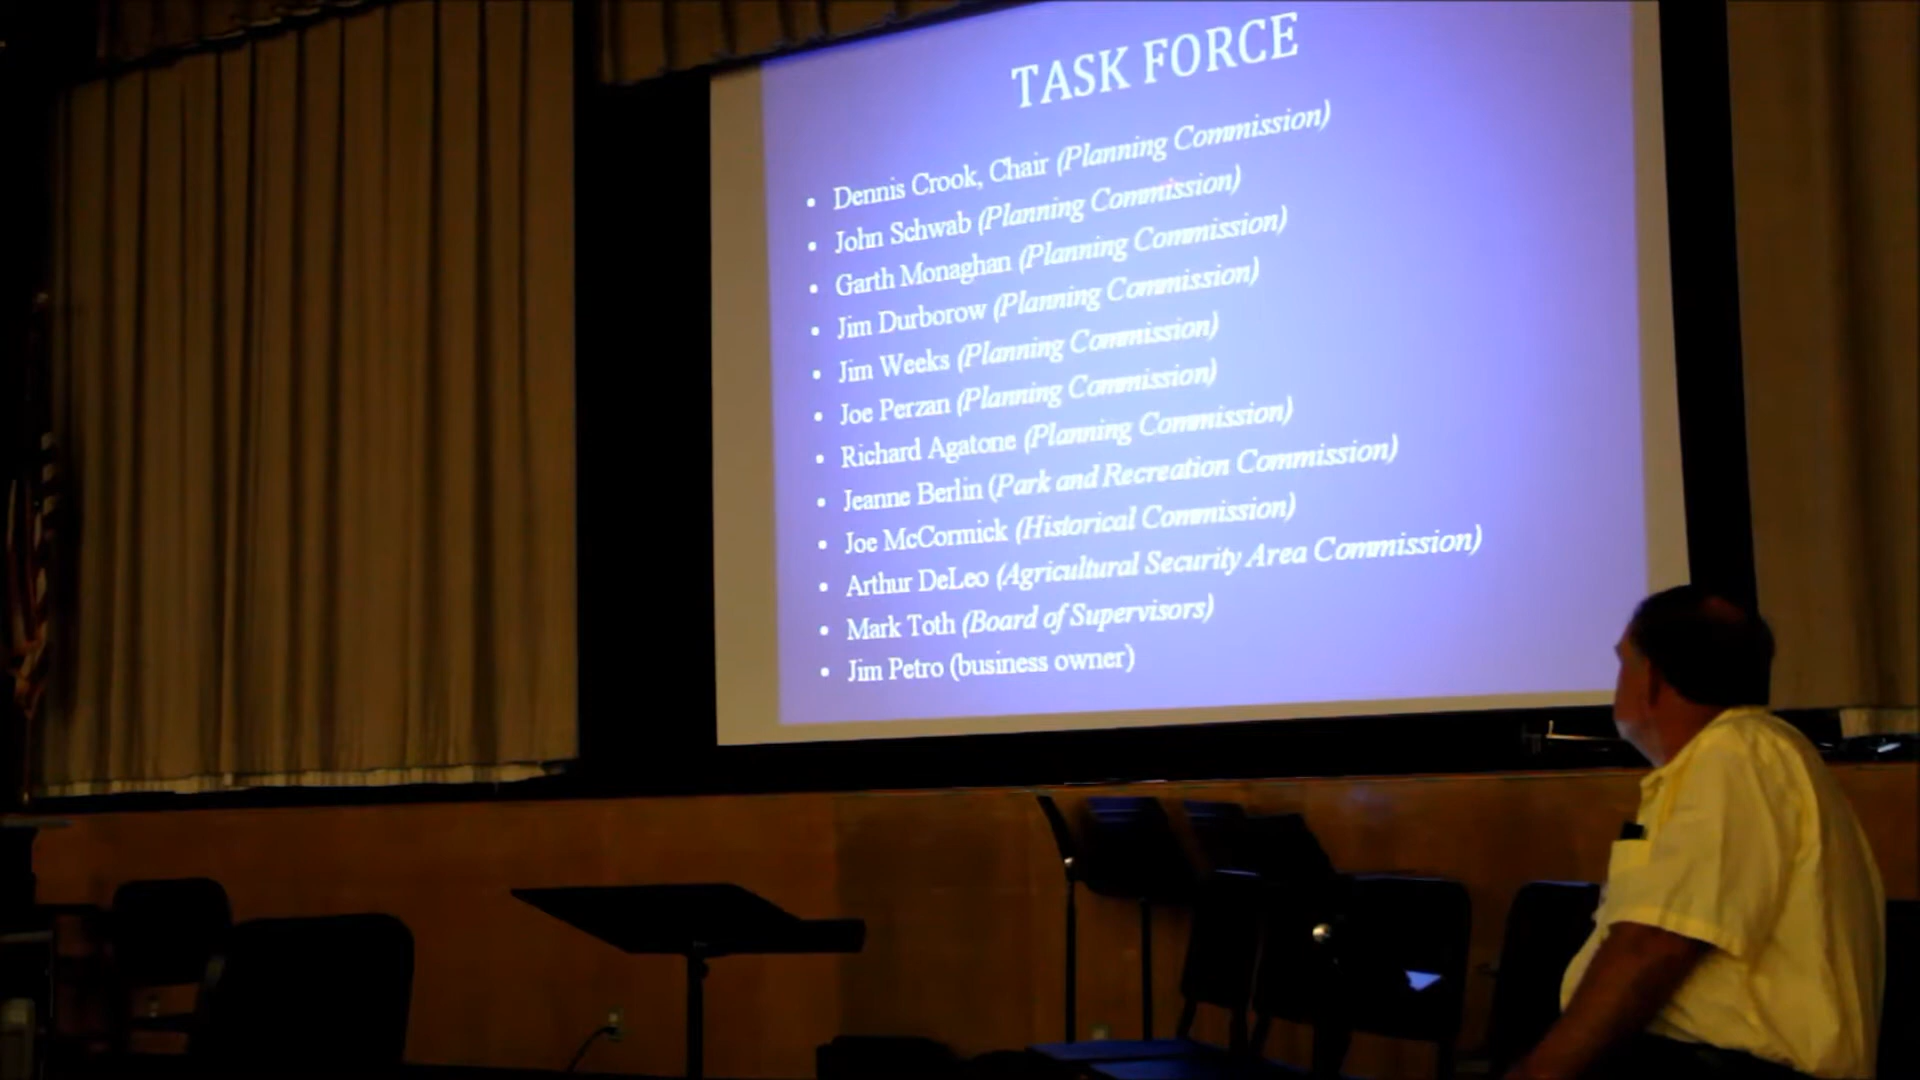 TASK FORCE
• Dennis Crook, Chair (Planning Commission)
• John Schwab (Planning Commission)
• Garth Monaghan (Planning Commission)
• Jim Durborow (Planning Commission)
• Jim Weeks (Planning Commission)
• Joe Perzan (Planning Commission)
• Richard Agatone (Planning Commission)
• Jeanne Berlin (Park and Recreation Commission)
• Joe McCormick (Historical Commission)
• Arthur DeLeo (Agricultural Security Area Commission)
• Mark Toth (Board of Supervisors)
• Jim Petro (business owner)